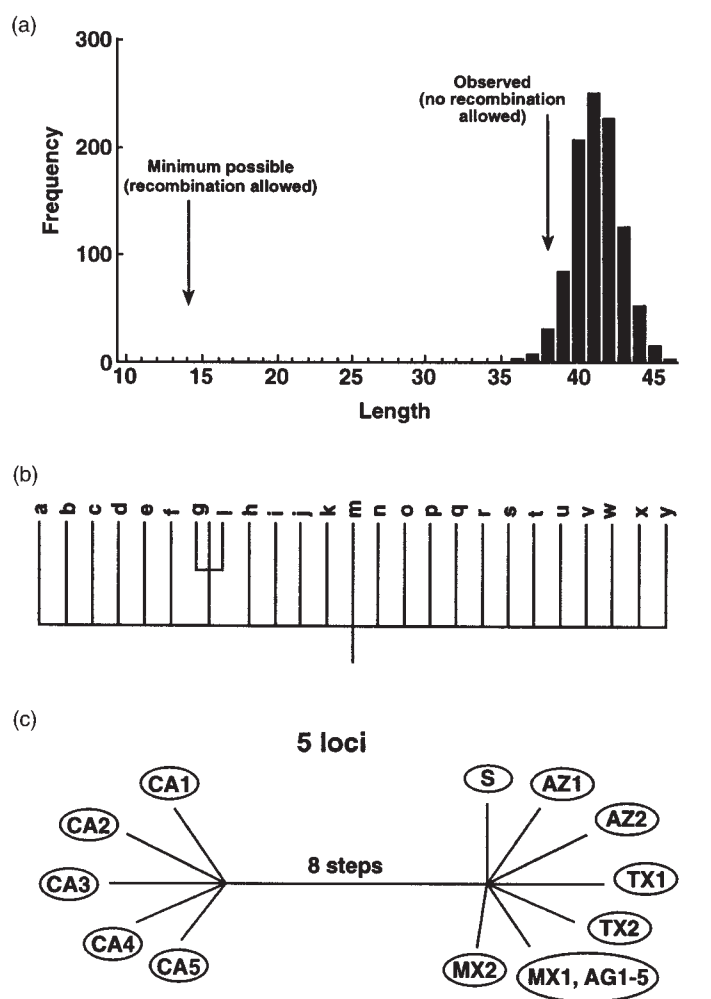 (a)
300
200
100
0
Frequency
Minimum possible
(recombination allowed)
Observed
(no recombination
allowed)
10 15 20 25 30 35 40 45
Length
(b)
a b c d e f g l h i j k m n o p q r s t u v w x y
(c)
5 loci
CA1
CA2
CA3
CA4
CA5
8 steps
S
AZ1
AZ2
TX1
TX2
MX1, AG1-5
MX2